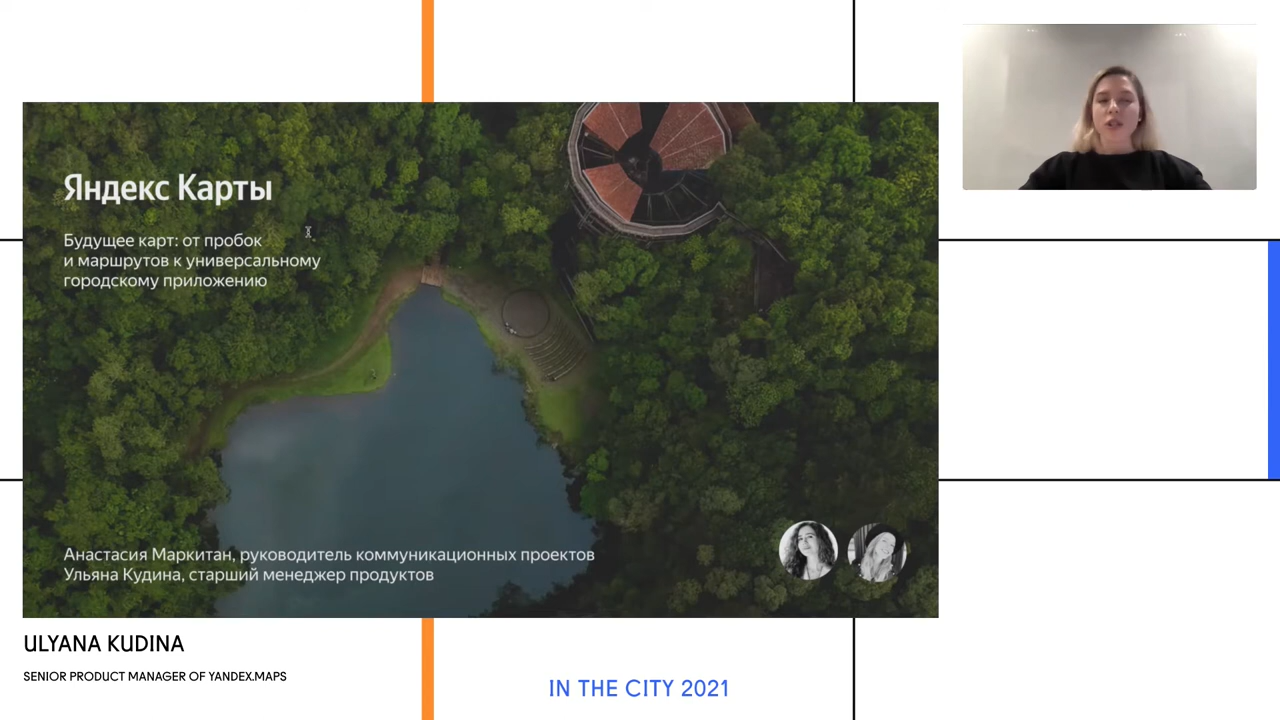 Яндекс Карты
Будущее карт: от пробок
и маршрутов к универсальному
городскому приложению
Анастасия Маркитан, руководитель коммуникационных проектов
Ульяна Кудина, старший менеджер продуктов
ULYANA KUDINA
SENIOR PRODUCT MANAGER OF YANDEX.MAPS
IN THE CITY 2021